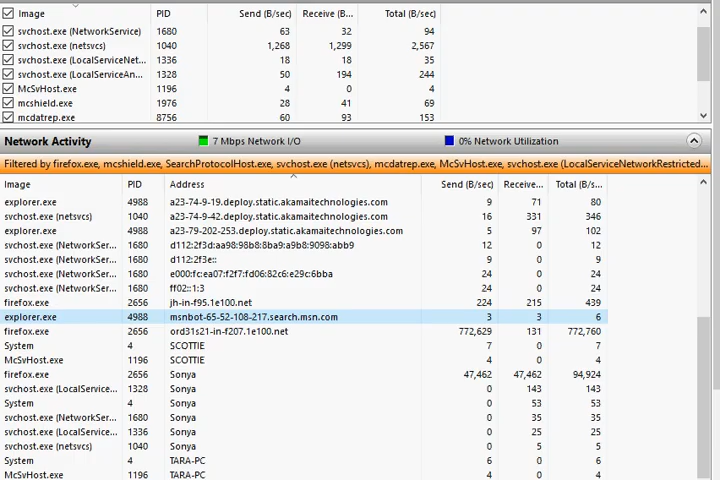 Image PID Send (B/sec) Receive (B... Total (B/sec)
svchost.exe (NetworkService) 1680 63 32 94
svchost.exe (netsvcs) 1040 1,268 1,299 2,567
svchost.exe (LocalServiceNet... 1336 18 18 35
svchost.exe (LocalServiceAn... 1328 50 194 244
McSvHost.exe 1196 4 0 4
mcshield.exe 1976 28 41 69
mcdatrep.exe 8756 60 93 153
Network Activity 7 Mbps Network I/O 0% Network Utilization
Filtered by firefox.exe, mcshield.exe, SearchProtocolHost.exe, svchost.exe (netsvcs), mcdatrep.exe, McSvHost.exe, svchost.exe (LocalServiceNetworkRestricted...
Image PID Address Send (B/sec) Receive... Total (B/s...
explorer.exe 4988 a23-74-9-19.deploy.static.akamaitechnologies.com 9 71 80
svchost.exe (netsvcs) 1040 a23-74-9-42.deploy.static.akamaitechnologies.com 16 331 346
explorer.exe 4988 a23-79-202-253.deploy.static.akamaitechnologies.com 5 97 102
svchost.exe (NetworkSer... 1680 d112:2f3d:aa98:98b8:8ba9:a9b8:9098:abb9 12 0 12
svchost.exe (NetworkSer... 1680 d112:2f3e:: 9 0 9
svchost.exe (NetworkSer... 1680 e000:fc:ea07:f2f7:fd06:82c6:e29c:6bba 24 0 24
svchost.exe (NetworkSer... 1680 ff02::1:3 24 0 24
firefox.exe 2656 jh-in-f95.1e100.net 224 215 439
explorer.exe 4988 msnbot-65-52-108-217.search.msn.com 3 3 6
firefox.exe 2656 ord31s21-in-f207.1e100.net 772,629 131 772,760
System 4 SCOTTIE 7 0 7
McSvHost.exe 1196 SCOTTIE 4 0 4
firefox.exe 2656 Sonya 47,462 47,462 94,924
svchost.exe (LocalService... 1328 Sonya 0 143 143
System 4 Sonya 0 53 53
svchost.exe (NetworkSer... 1680 Sonya 0 35 35
svchost.exe (LocalService... 1336 Sonya 0 25 25
svchost.exe (netsvcs) 1040 Sonya 0 5 5
System 4 TARA-PC 6 0 6
McSvHost.exe 1196 TARA-PC 4 0 4